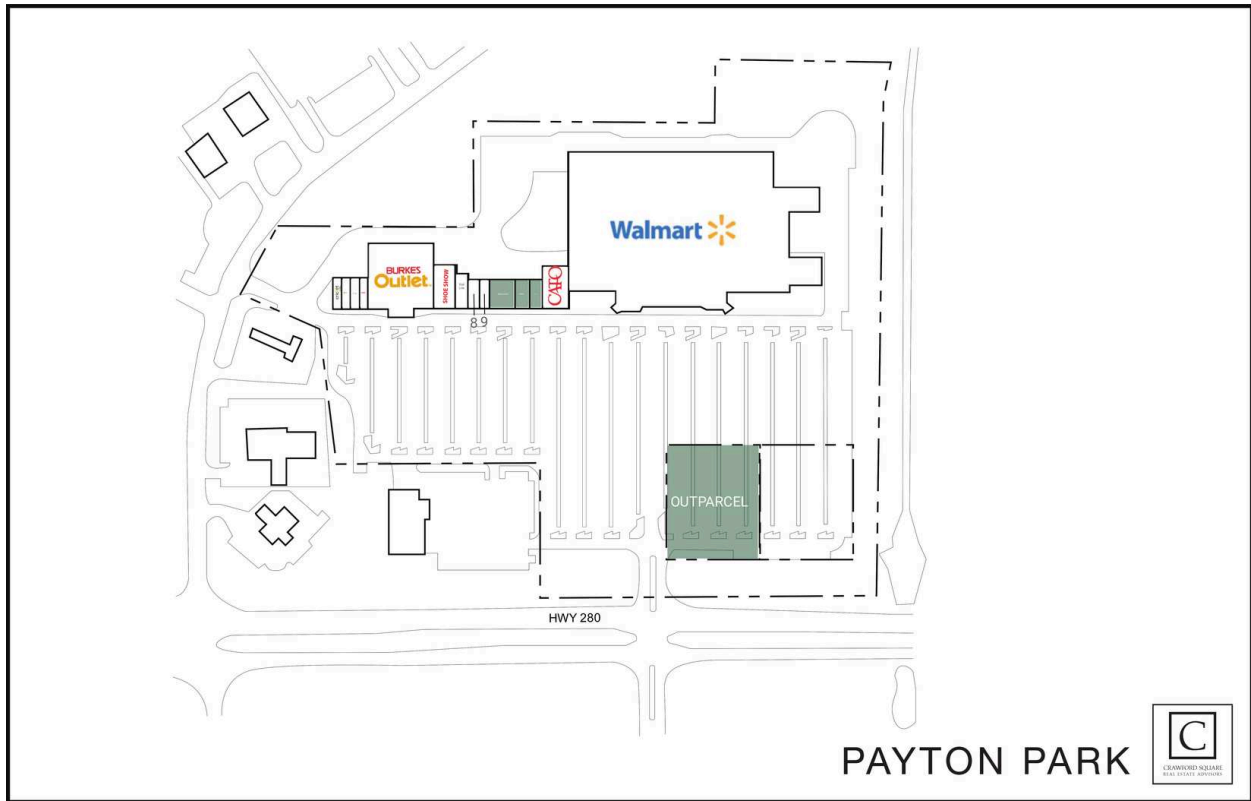 Walmart
BURKES
Outlet
SHOE SHOW
CATO
8
9
OUTPARCEL
HWY 280
PAYTON PARK
C
CRAWFORD SQUARE
REAL ESTATE ADVISORS